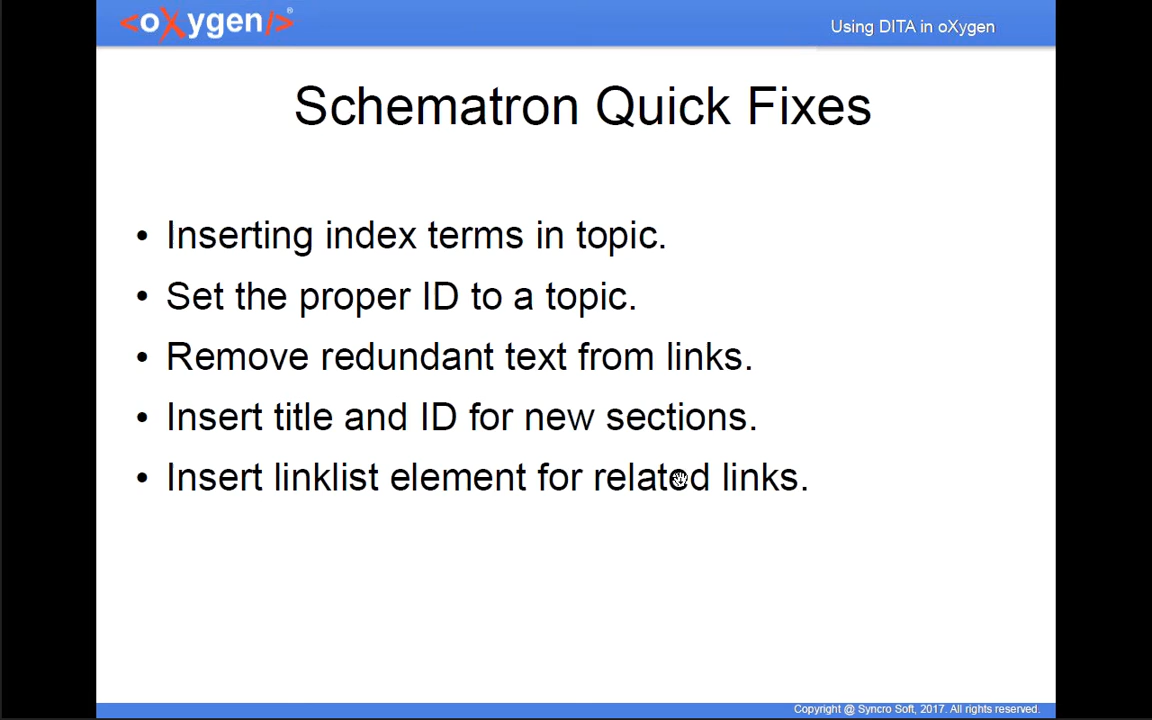 <oXygen/>®
Using DITA in oXygen
Schematron Quick Fixes
• Inserting index terms in topic.
• Set the proper ID to a topic.
• Remove redundant text from links.
• Insert title and ID for new sections.
• Insert linklist element for related links.
Copyright @ Syncro Soft, 2017. All rights reserved.